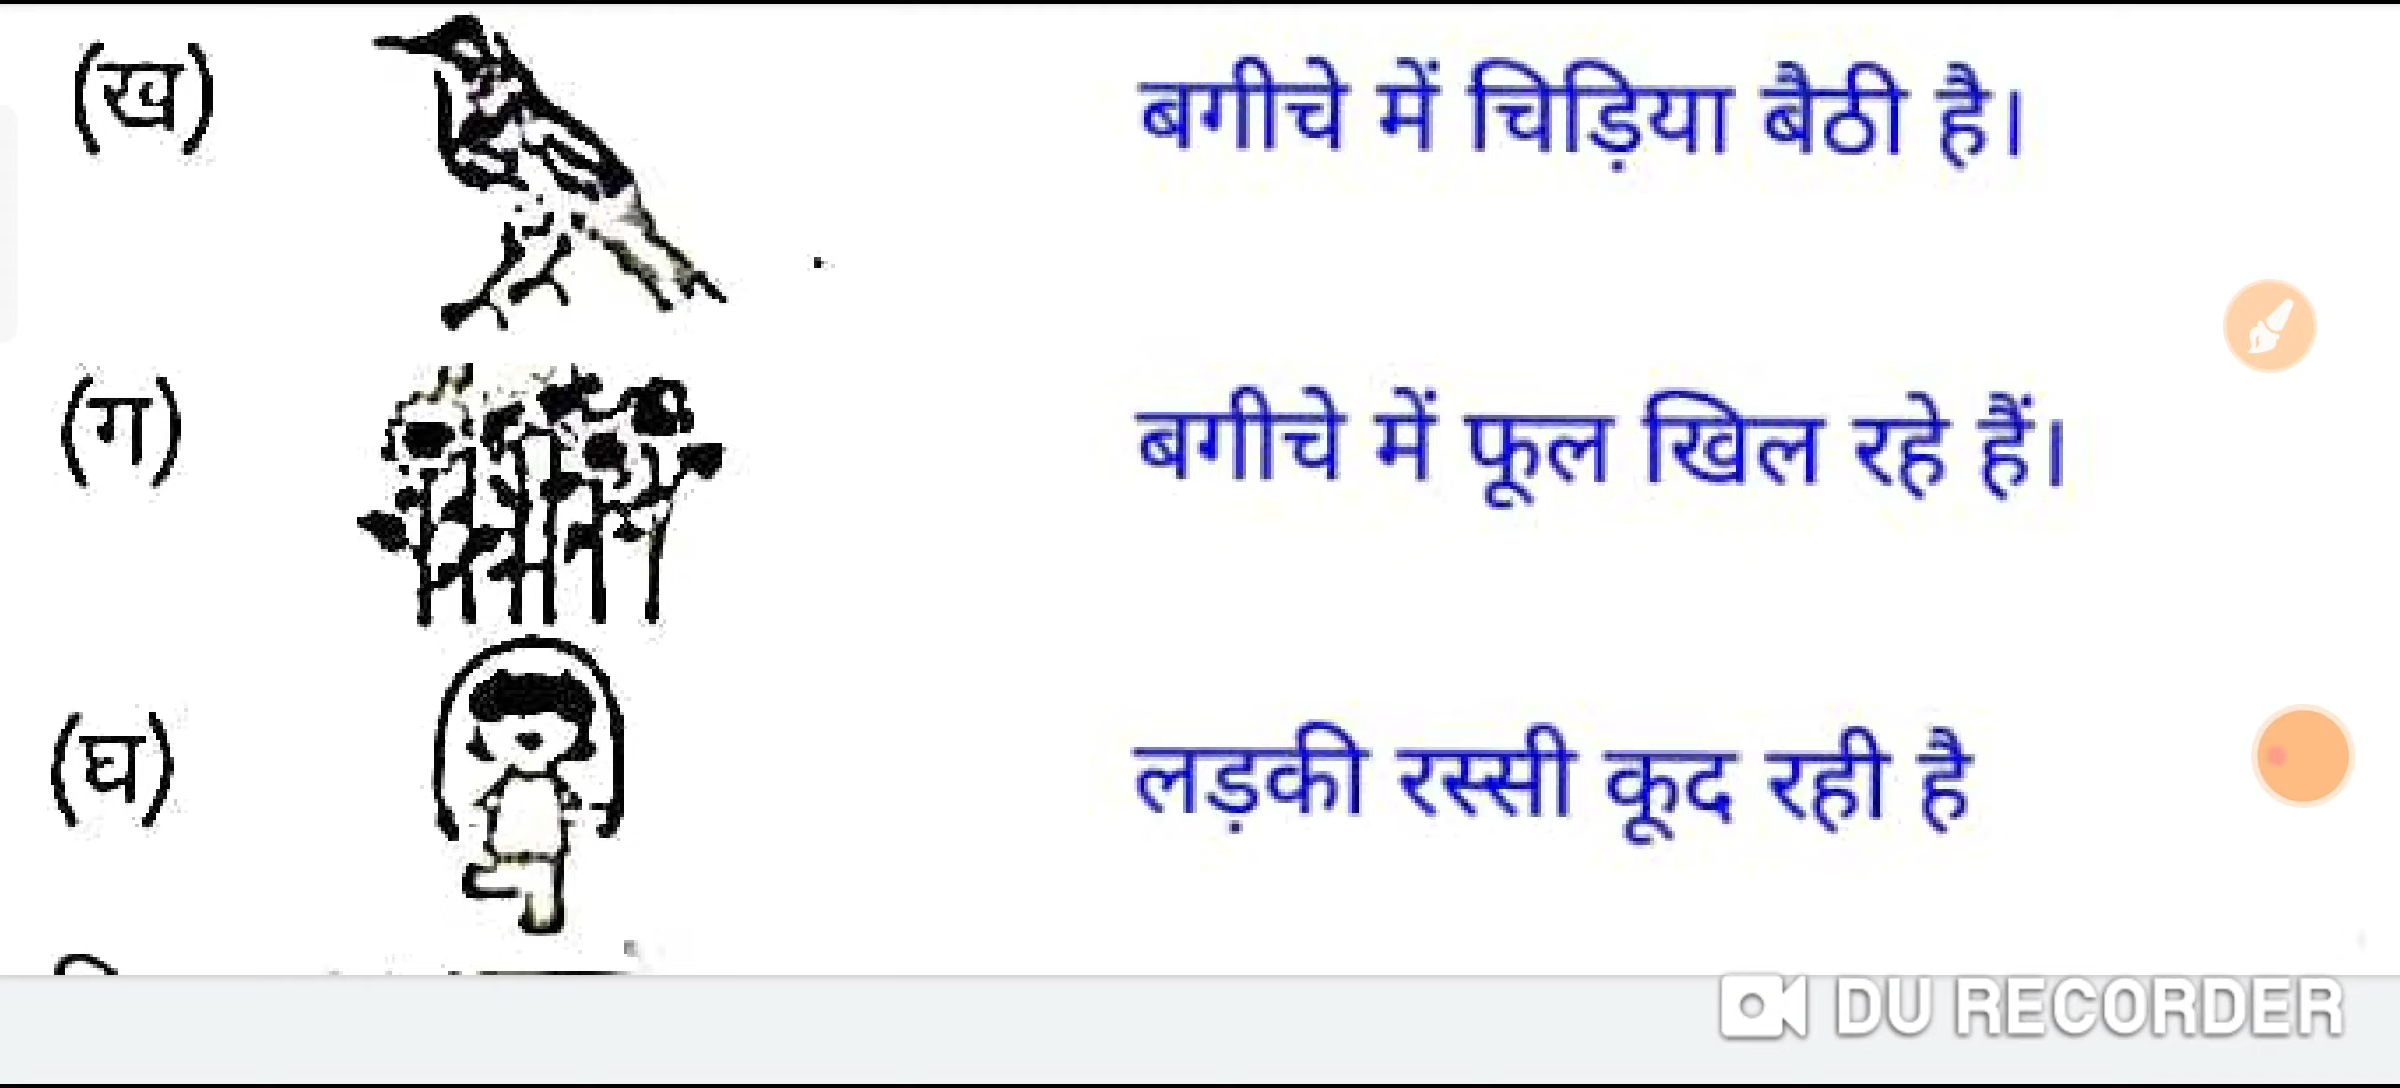 (ख) बगीचे में चिड़िया बैठी है।
(ग) बगीचे में फूल खिल रहे हैं।
(घ) लड़की रस्सी कूद रही है
DU RECORDER